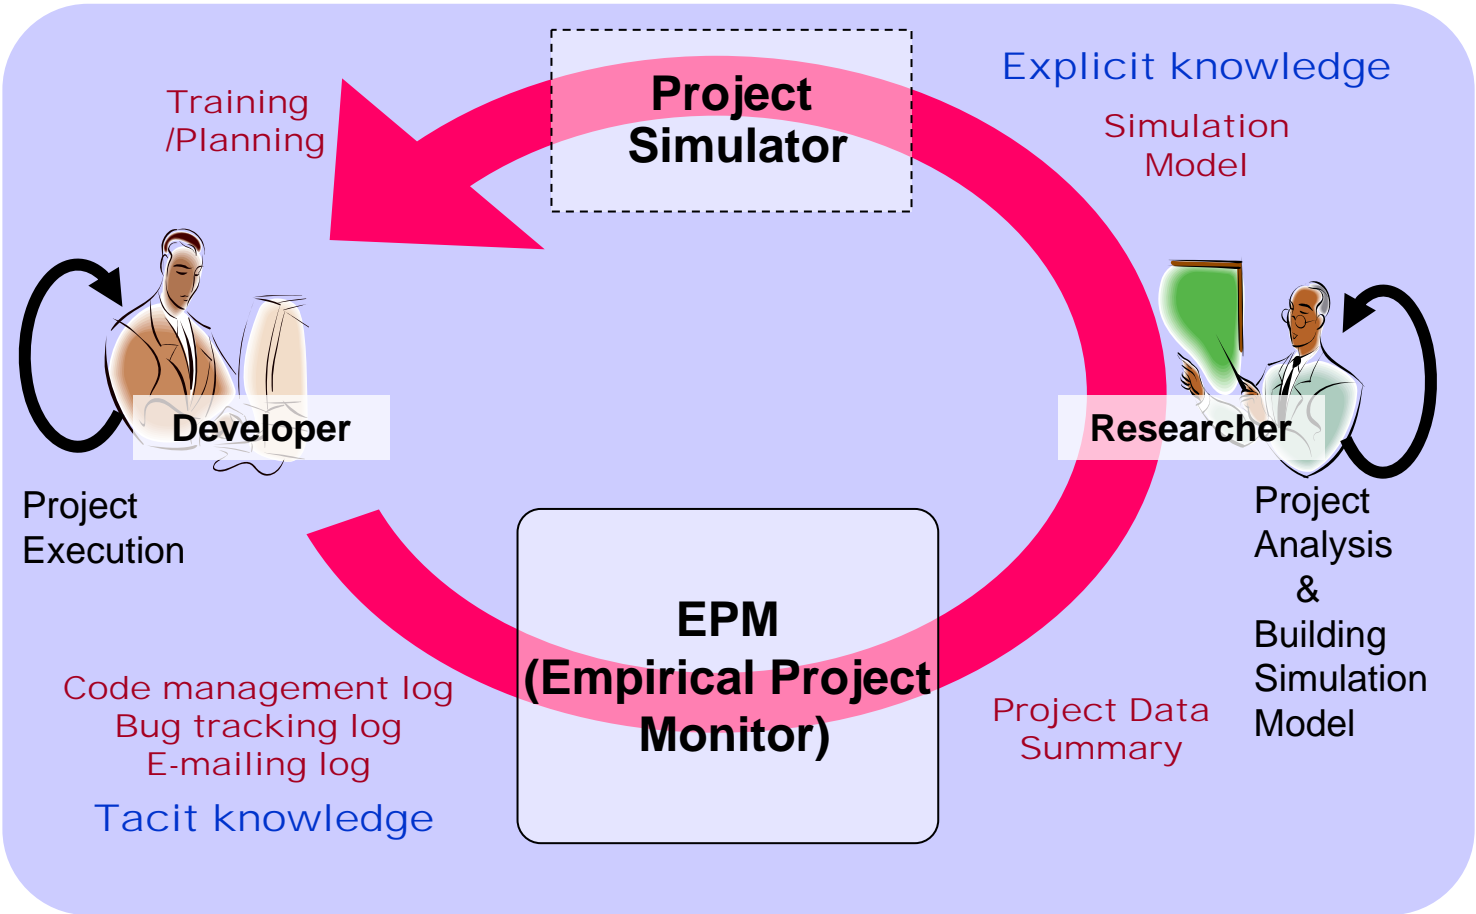 Project
Simulator
Training
/Planning
Explicit knowledge
Simulation
Model
Developer
Researcher
Project
Execution
Project
Analysis
&
Building
Simulation
Model
EPM
(Empirical Project
Monitor)
Code management log
Bug tracking log
E-mailing log
Tacit knowledge
Project Data
Summary